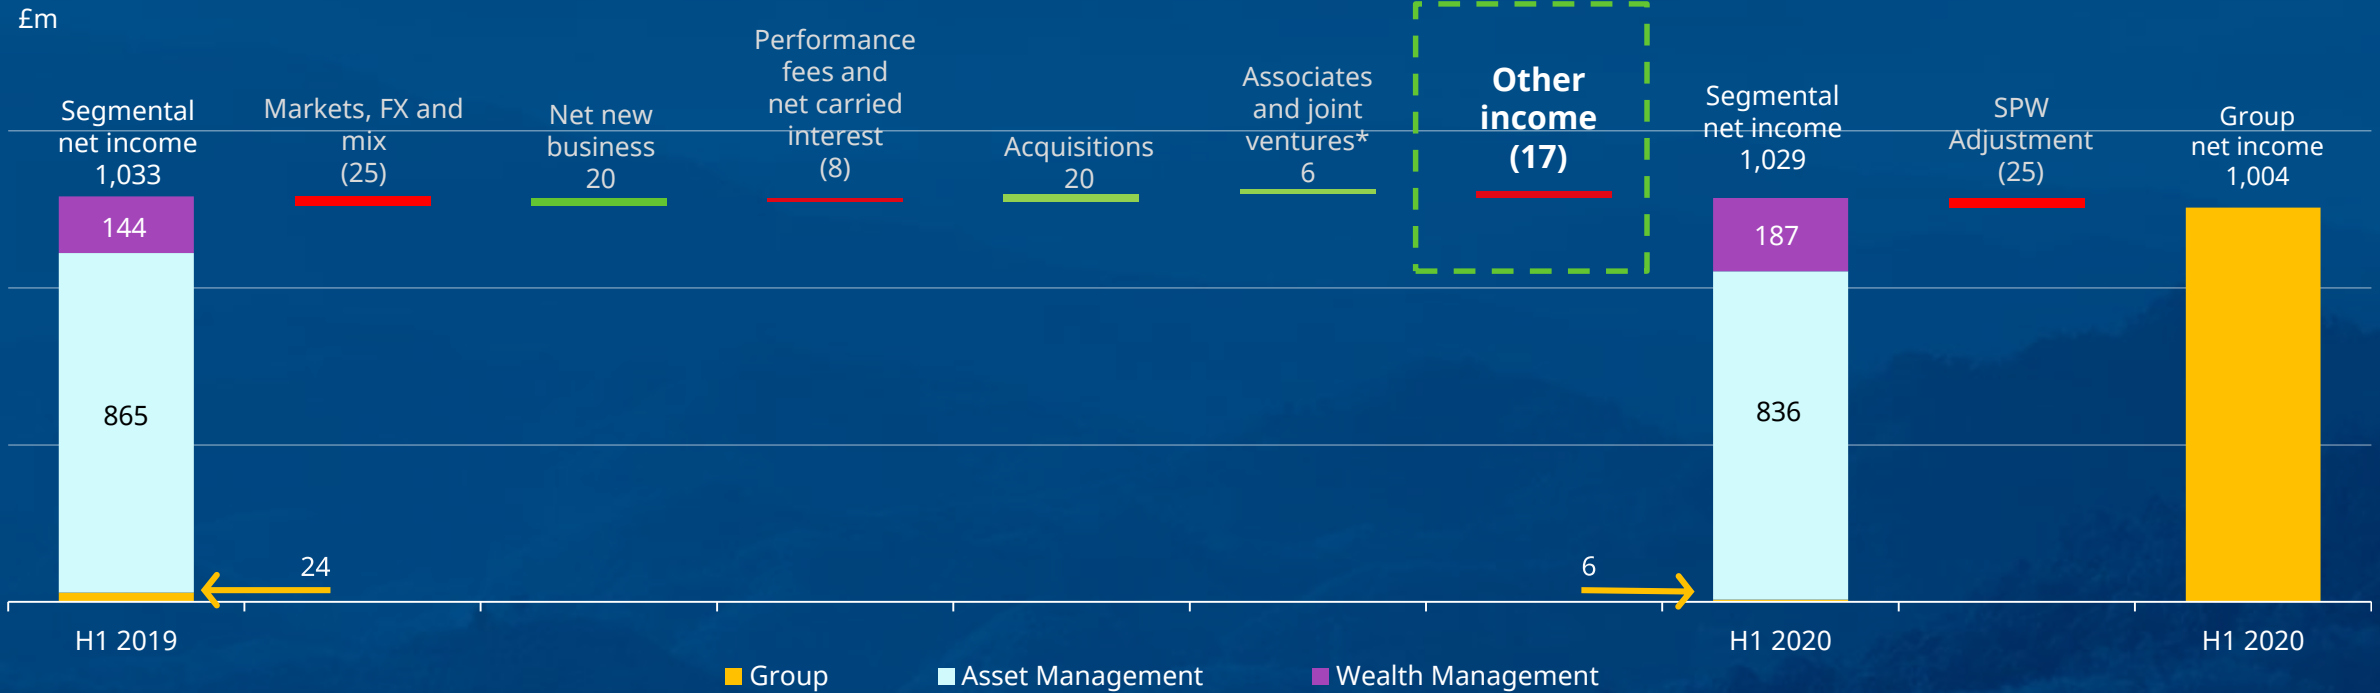 £m
Segmental
net income
1,033
Markets, FX and
mix
(25)
Net new
business
20
Performance
fees and
net carried
interest
(8)
Acquisitions
20
Associates
and joint
ventures*
6
Other
income
(17)
Segmental
net income
1,029
SPW
Adjustment
(25)
Group
net income
1,004
144
865
24
187
836
6
H1 2019
H1 2020
H1 2020
Group
Asset Management
Wealth Management